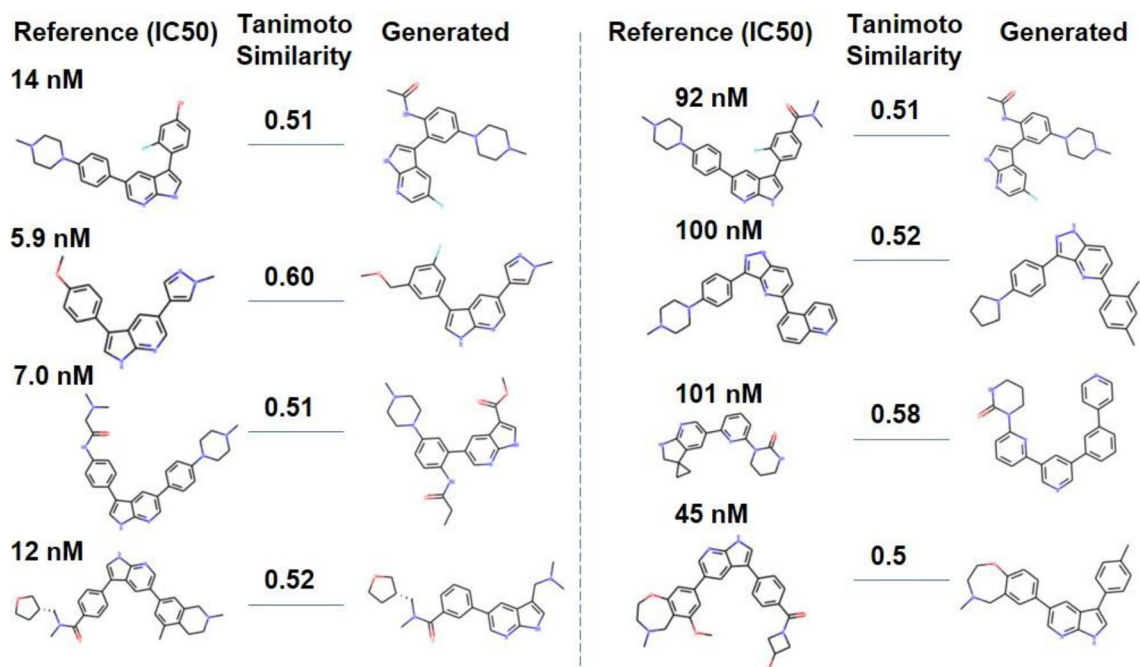 Reference (IC50) Tanimoto Similarity Generated
14 nM
0.51
5.9 nM
0.60
7.0 nM
0.51
12 nM
0.52
Reference (IC50) Tanimoto Similarity Generated
92 nM
0.51
100 nM
0.52
101 nM
0.58
45 nM
0.5